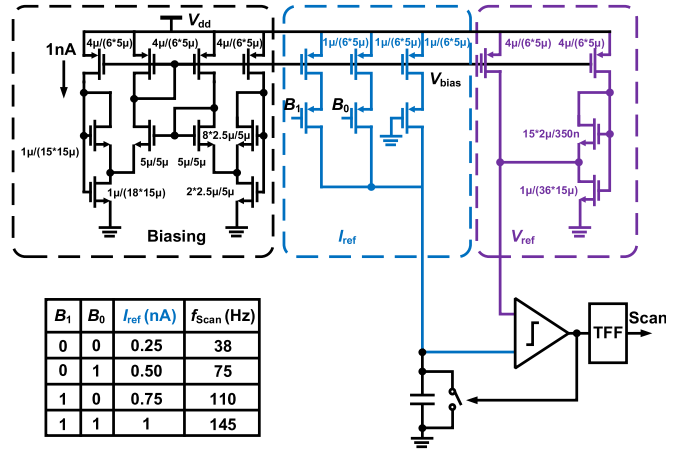 V_dd
4μ/(6*5μ) 4μ/(6*5μ) 4μ/(6*5μ) 1μ/(6*5μ) 1μ/(6*5μ) 1μ/(6*5μ) 4μ/(6*5μ) 4μ/(6*5μ)
1nA
V_bias
B_1 B_0
8*2.5μ/5μ
15*2μ/350n
1μ/(15*15μ)
5μ/5μ 5μ/5μ
1μ/(18*15μ) 2*2.5μ/5μ
1μ/(36*15μ)
Biasing
I_ref
V_ref
B_1 B_0 I_ref (nA) f_Scan (Hz)
0 0 0.25 38
0 1 0.50 75
1 0 0.75 110
1 1 1 145
TFF
Scan